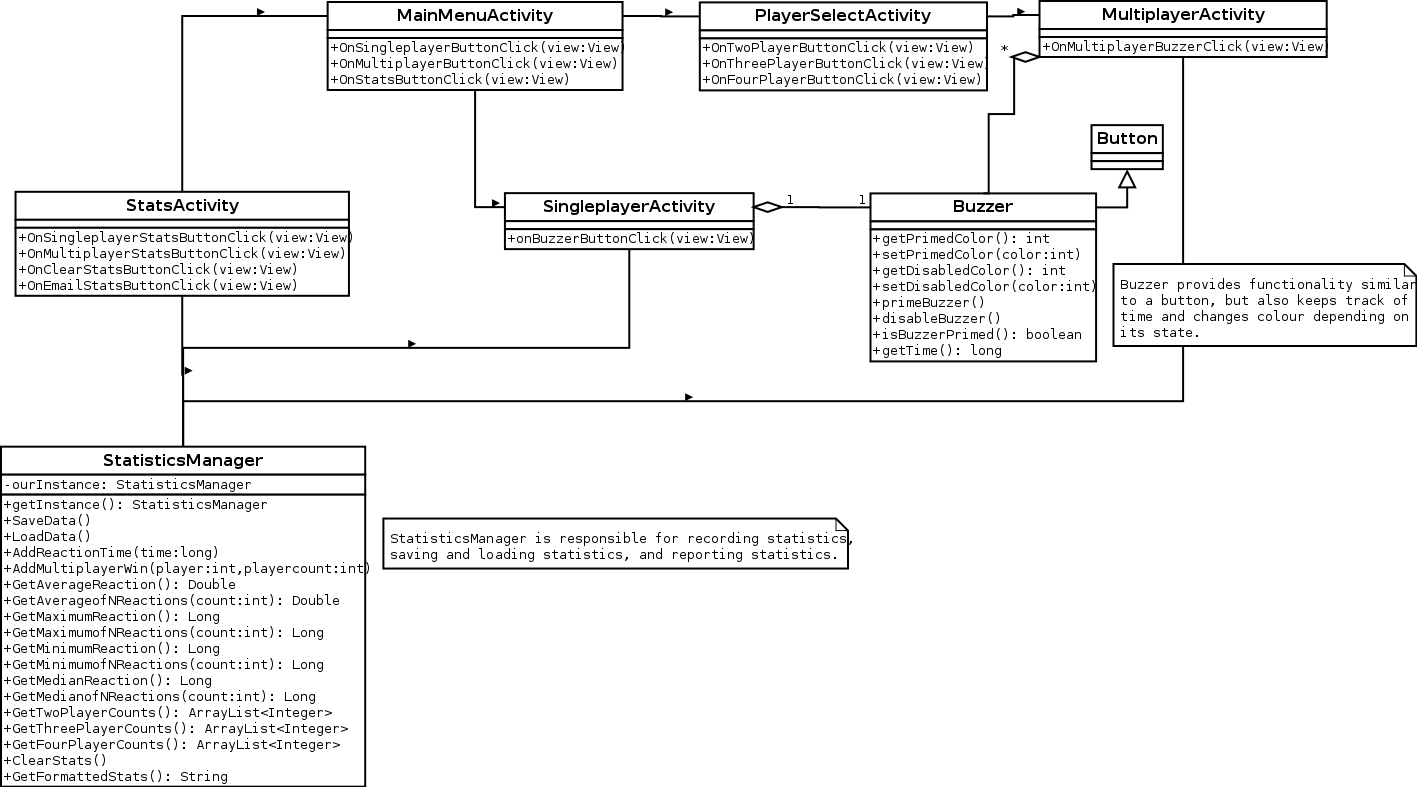 MainMenuActivity
+OnSingleplayerButtonClick(view:View)
+OnMultiplayerButtonClick(view:View)
+OnStatsButtonClick(view:View)
PlayerSelectActivity
+OnTwoPlayerButtonClick(view:View)
+OnThreePlayerButtonClick(view:View)
+OnFourPlayerButtonClick(view:View)
MultiplayerActivity
+OnMultiplayerBuzzerClick(view:View)
*
Button
StatsActivity
+OnSingleplayerStatsButtonClick(view:View)
+OnMultiplayerStatsButtonClick(view:View)
+OnClearStatsButtonClick(view:View)
+OnEmailStatsButtonClick(view:View)
SingleplayerActivity
+onBuzzerButtonClick(view:View)
1
1
Buzzer
+getPrimedColor(): int
+setPrimedColor(color:int)
+getDisabledColor(): int
+setDisabledColor(color:int)
+primeBuzzer()
+disableBuzzer()
+isBuzzerPrimed(): boolean
+getTime(): long
Buzzer provides functionality similar
to a button, but also keeps track of
time and changes colour depending on
its state.
StatisticsManager
-ourInstance: StatisticsManager
+getInstance(): StatisticsManager
+SaveData()
+LoadData()
+AddReactionTime(time:long)
+AddMultiplayerWin(player:int,playercount:int)
+GetAverageReaction(): Double
+GetAverageofNReactions(count:int): Double
+GetMaximumReaction(): Long
+GetMaximumofNReactions(count:int): Long
+GetMinimumReaction(): Long
+GetMinimumofNReactions(count:int): Long
+GetMedianReaction(): Long
+GetMedianofNReactions(count:int): Long
+GetTwoPlayerCounts(): ArrayList<Integer>
+GetThreePlayerCounts(): ArrayList<Integer>
+GetFourPlayerCounts(): ArrayList<Integer>
+ClearStats()
+GetFormattedStats(): String
StatisticsManager is responsible for recording statistics,
saving and loading statistics, and reporting statistics.